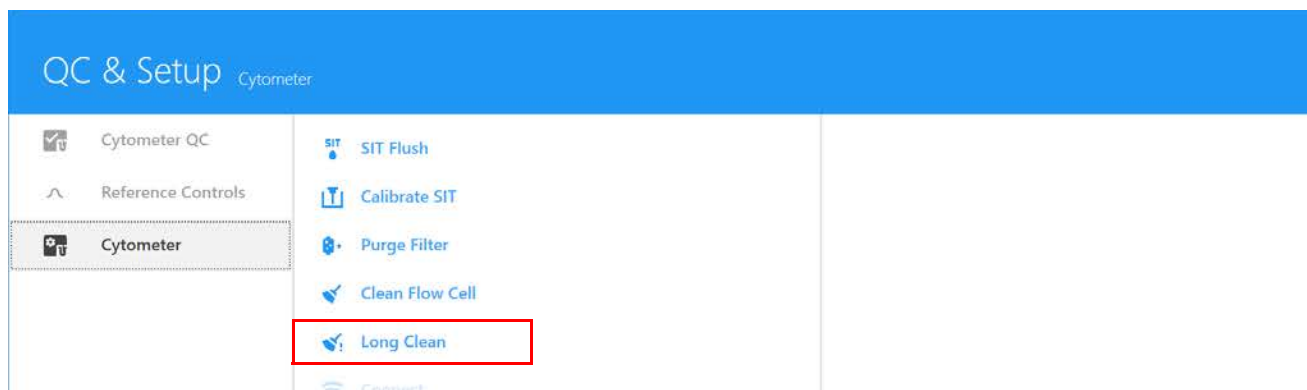 QC & Setup Cytometer
Cytometer QC
Reference Controls
Cytometer
SIT Flush
Calibrate SIT
Purge Filter
Clean Flow Cell
Long Clean